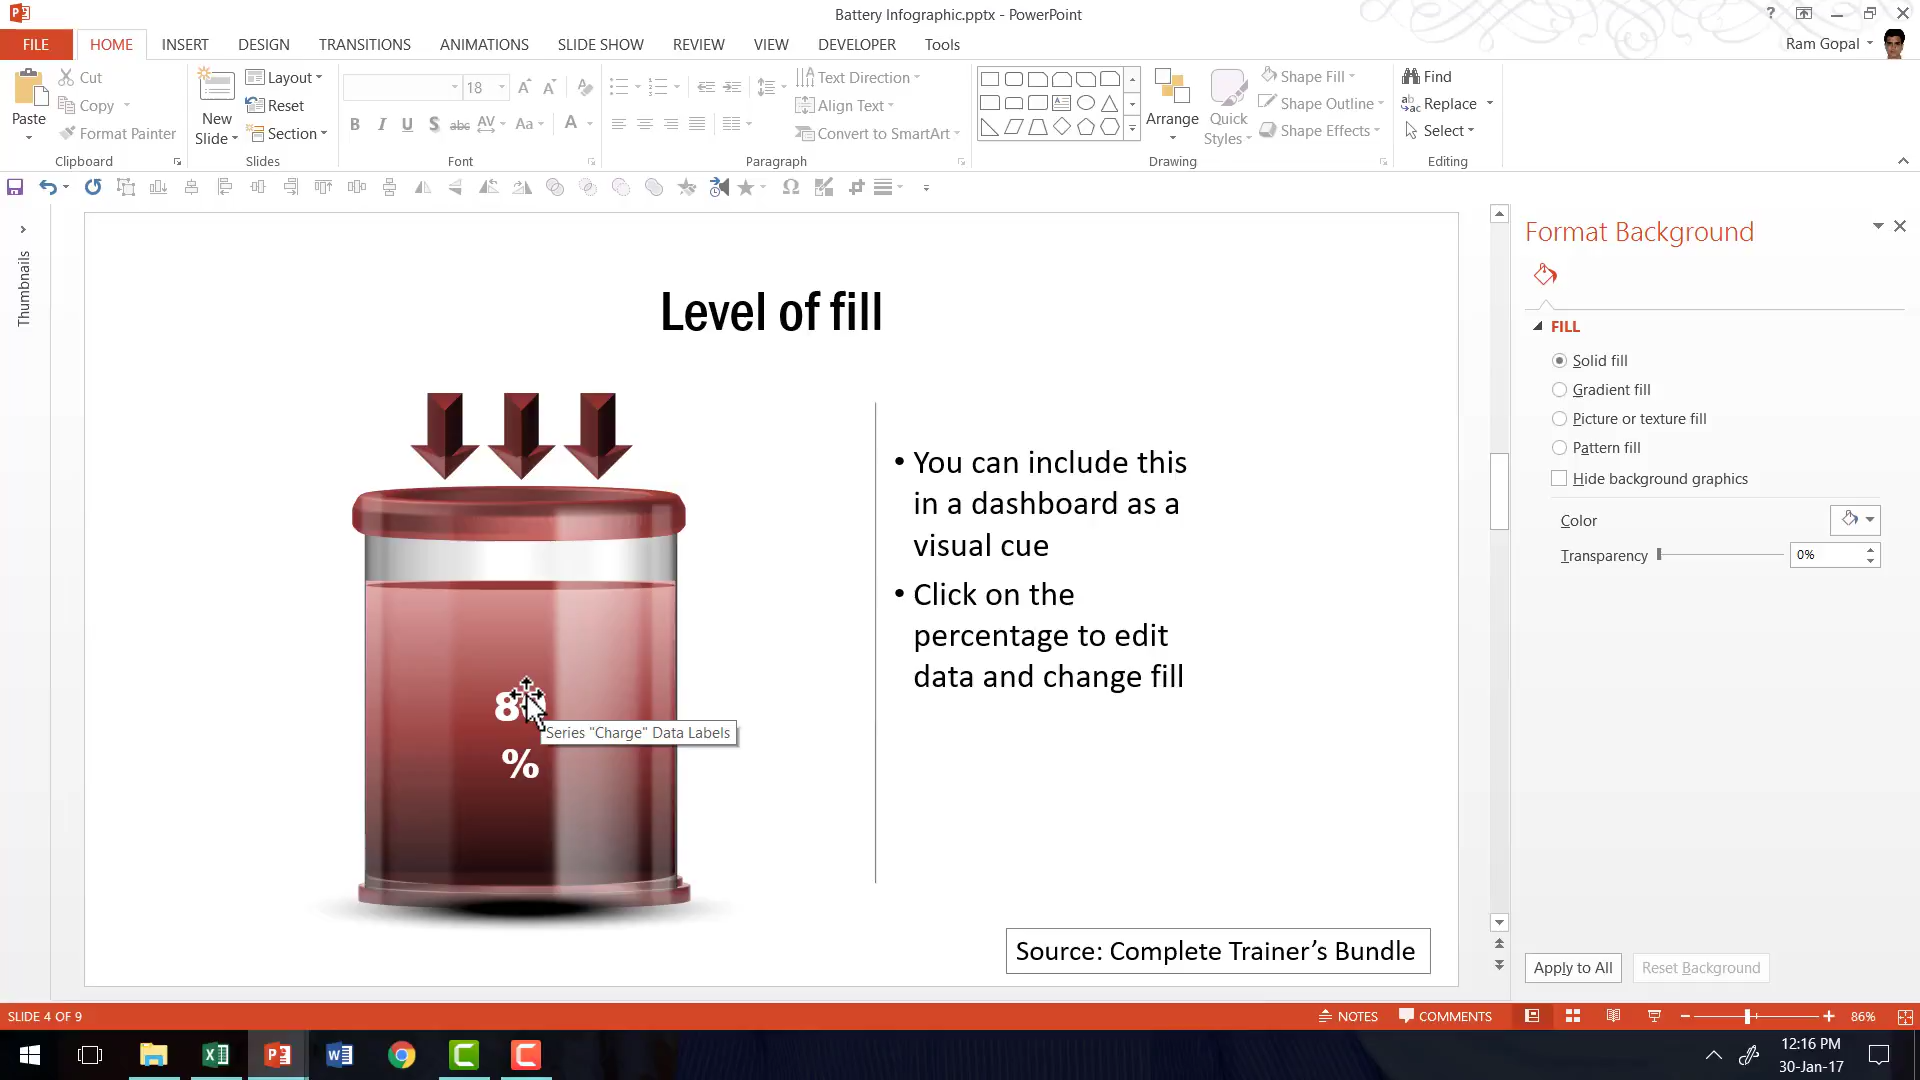 Battery Infographic.pptx - PowerPoint
FILE HOME INSERT DESIGN TRANSITIONS ANIMATIONS SLIDE SHOW REVIEW VIEW DEVELOPER Tools
Ram Gopal
Paste
Cut
Copy
Format Painter
Clipboard
New Slide
Layout
Reset
Section
Slides
18
B I U S abc AV Aa A
Font
Text Direction
Align Text
Convert to SmartArt
Paragraph
Arrange
Quick Styles
Shape Fill
Shape Outline
Shape Effects
Drawing
Find
Replace
Select
Editing
Thumbnails
Level of fill
• You can include this
in a dashboard as a
visual cue
• Click on the
percentage to edit
data and change fill
%
Series "Charge" Data Labels
Source: Complete Trainer’s Bundle
Format Background
FILL
Solid fill
Gradient fill
Picture or texture fill
Pattern fill
Hide background graphics
Color
Transparency 0%
Apply to All Reset Background
SLIDE 4 OF 9
NOTES COMMENTS 86%
12:16 PM
30-Jan-17